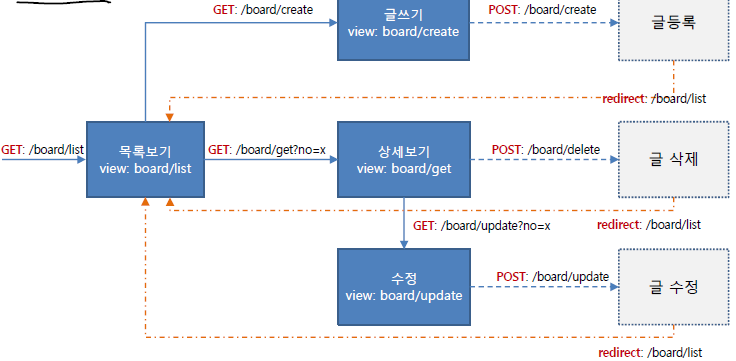 GET: /board/create
글쓰기
view: board/create
POST: /board/create
글등록
redirect: /board/list
GET: /board/list
목록보기
view: board/list
GET: /board/get?no=x
상세보기
view: board/get
POST: /board/delete
글 삭제
redirect: /board/list
GET: /board/update?no=x
수정
view: board/update
POST: /board/update
글 수정
redirect: /board/list